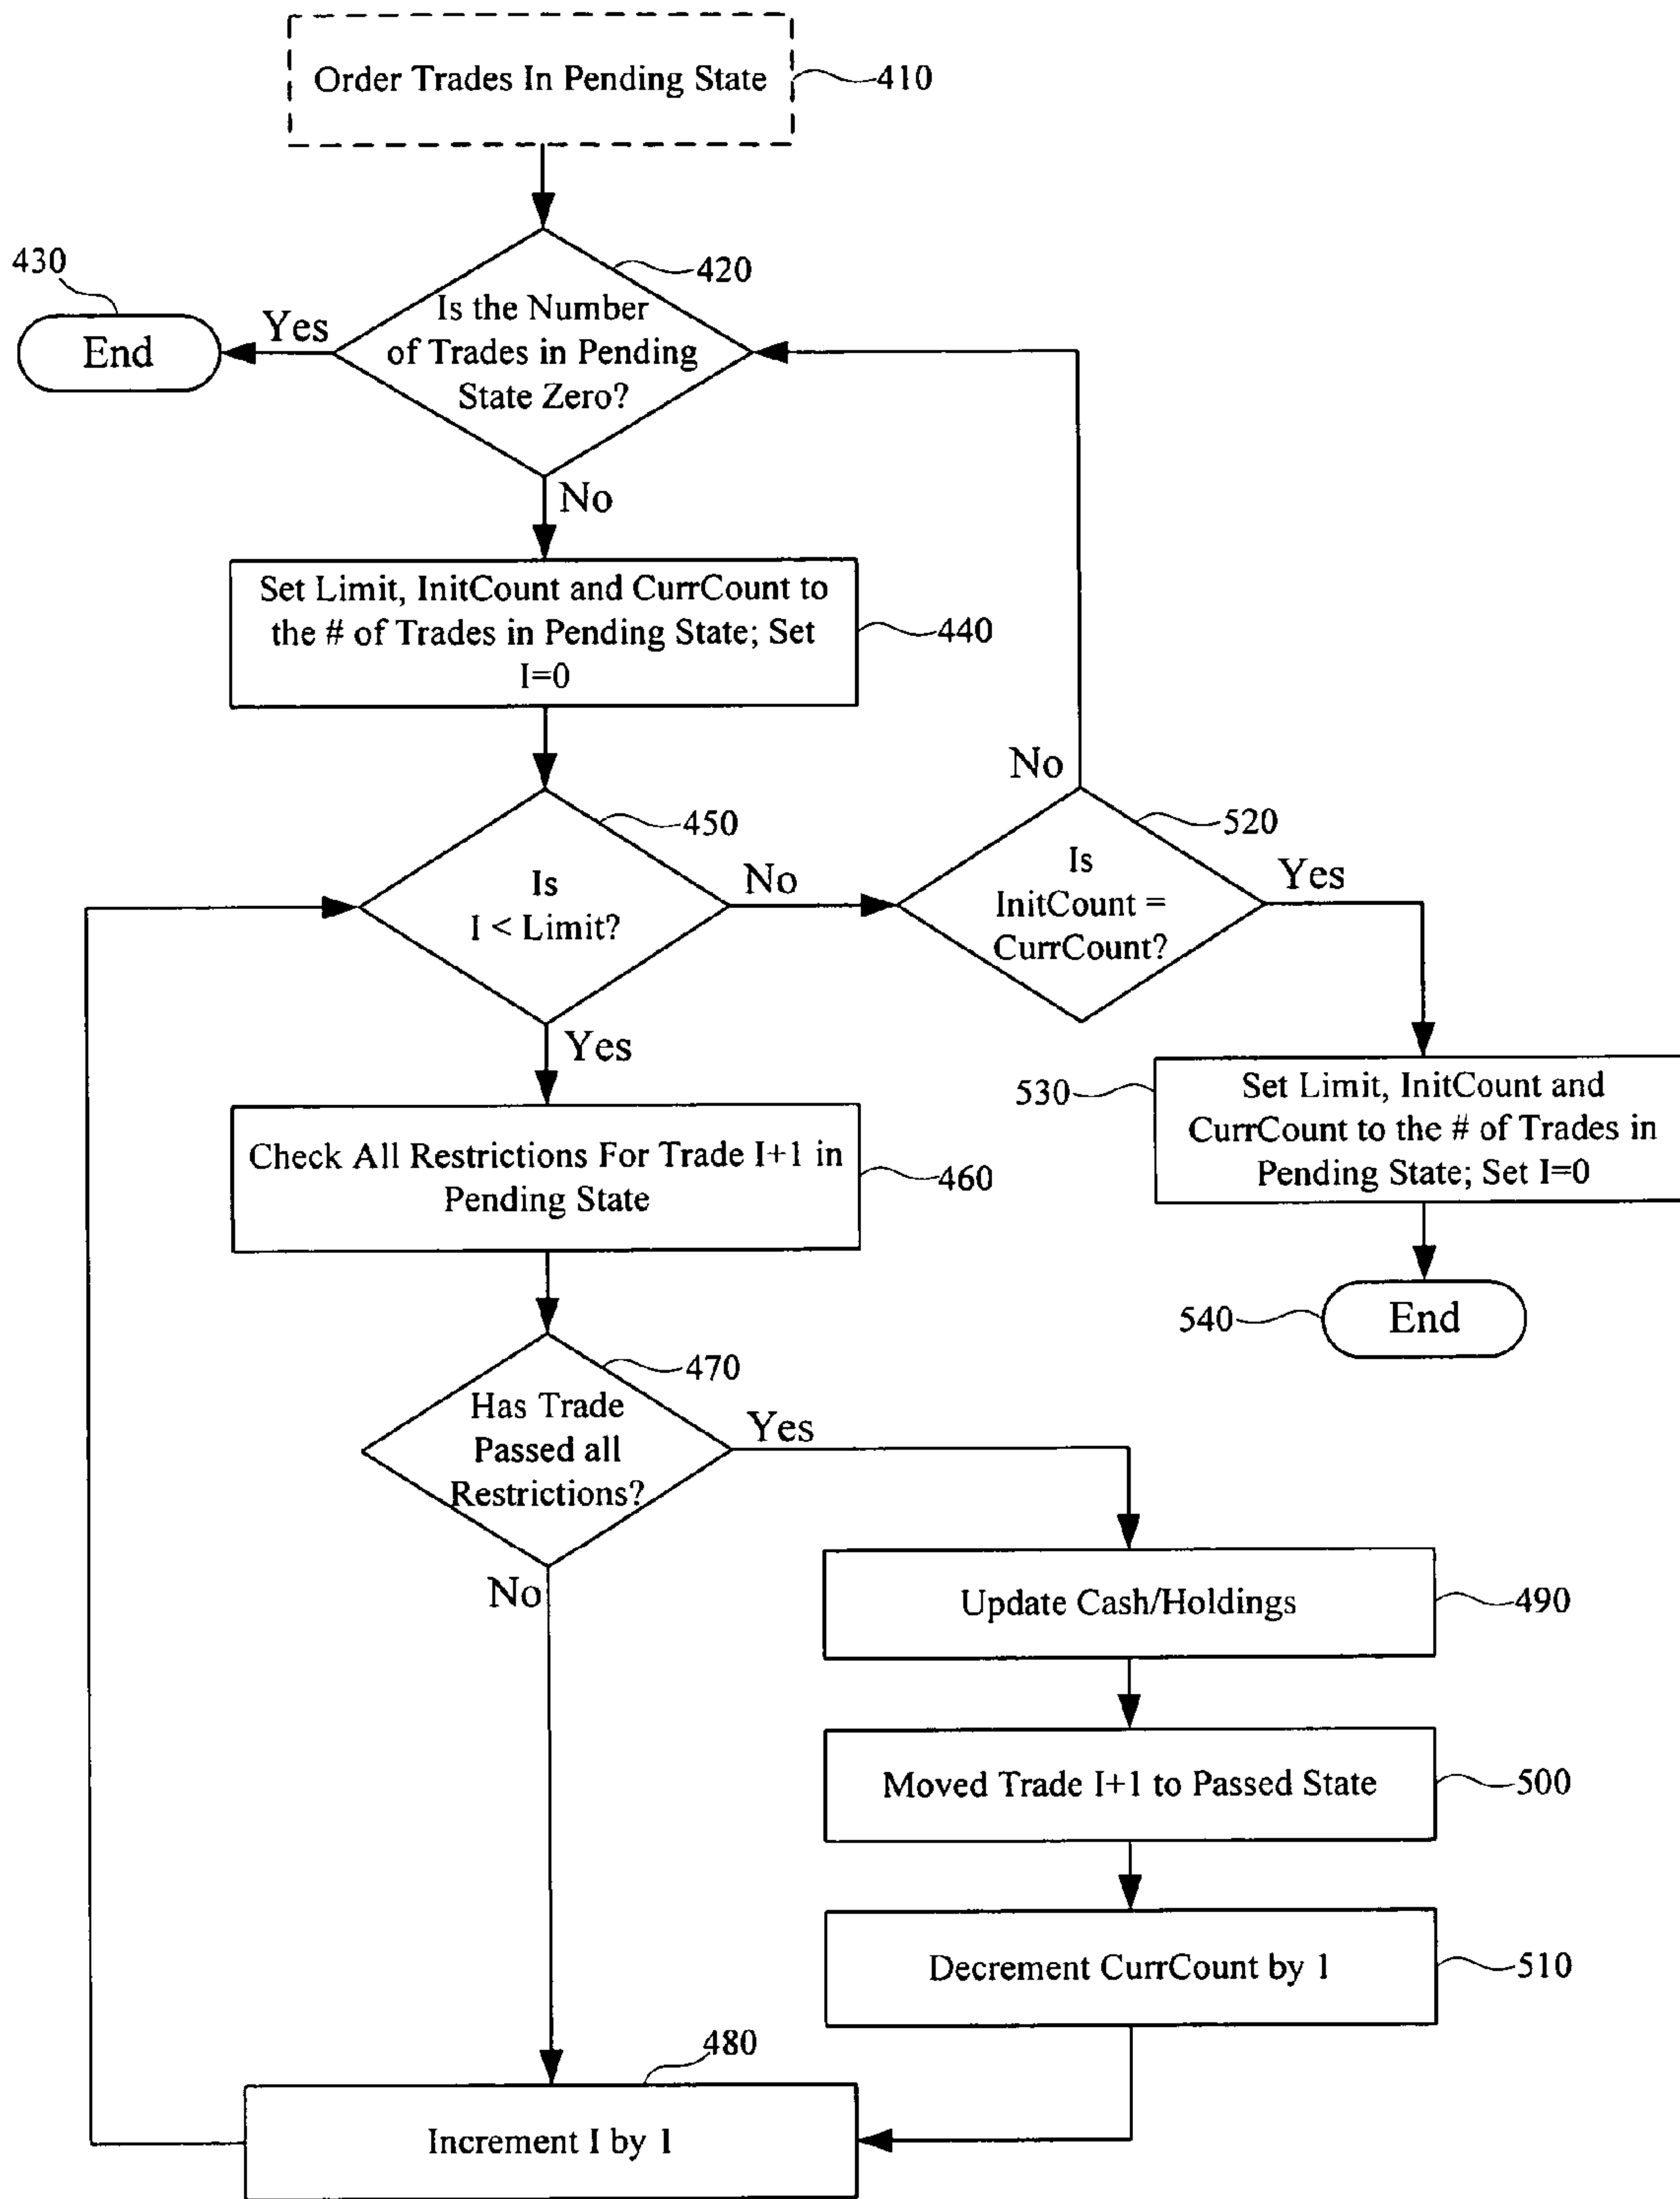 Order Trades In Pending State
410
430
420
Is the Number
of Trades in Pending
State Zero?
Yes
End
No
Set Limit, InitCount and CurrCount to
the # of Trades in Pending State; Set
I=0
440
No
450
520
Is
I < Limit?
No
Is
InitCount =
CurrCount?
Yes
Yes
530
Set Limit, InitCount and
CurrCount to the # of Trades in
Pending State; Set I=0
Check All Restrictions For Trade I+1 in
Pending State
460
540
End
470
Has Trade
Passed all
Restrictions?
Yes
No
Update Cash/Holdings
490
Moved Trade I+1 to Passed State
500
Decrement CurrCount by 1
510
480
Increment I by 1